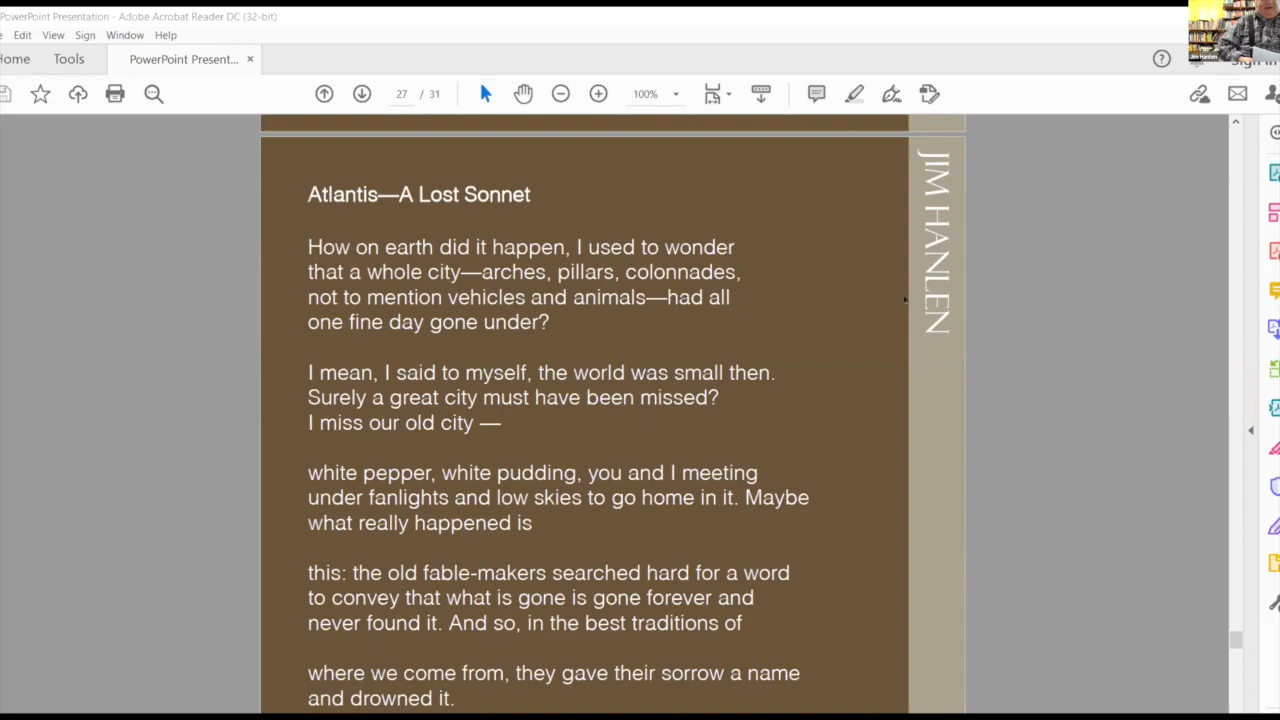 PowerPoint Presentation - Adobe Acrobat Reader DC (32-bit)
Edit View Sign Window Help
Tools
PowerPoint Present... ×
27 / 31
100%
Jim Hanlen
JIM HANLEN
Atlantis—A Lost Sonnet
How on earth did it happen, I used to wonder
that a whole city—arches, pillars, colonnades,
not to mention vehicles and animals—had all
one fine day gone under?
I mean, I said to myself, the world was small then.
Surely a great city must have been missed?
I miss our old city —
white pepper, white pudding, you and I meeting
under fanlights and low skies to go home in it. Maybe
what really happened is
this: the old fable-makers searched hard for a word
to convey that what is gone is gone forever and
never found it. And so, in the best traditions of
where we come from, they gave their sorrow a name
and drowned it.